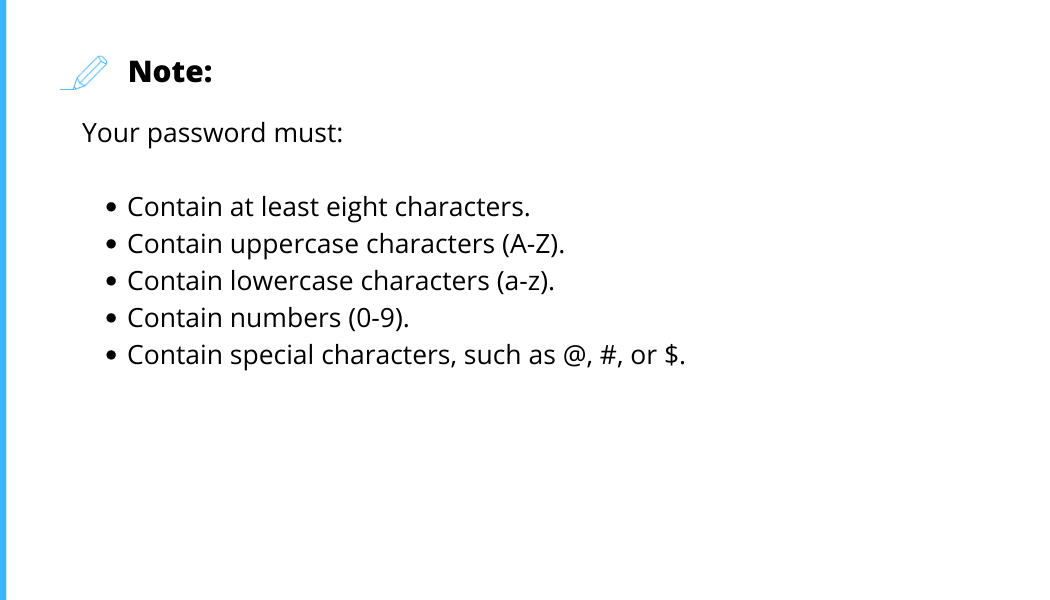 Note:
Your password must:
• Contain at least eight characters.
• Contain uppercase characters (A-Z).
• Contain lowercase characters (a-z).
• Contain numbers (0-9).
• Contain special characters, such as @, #, or $.